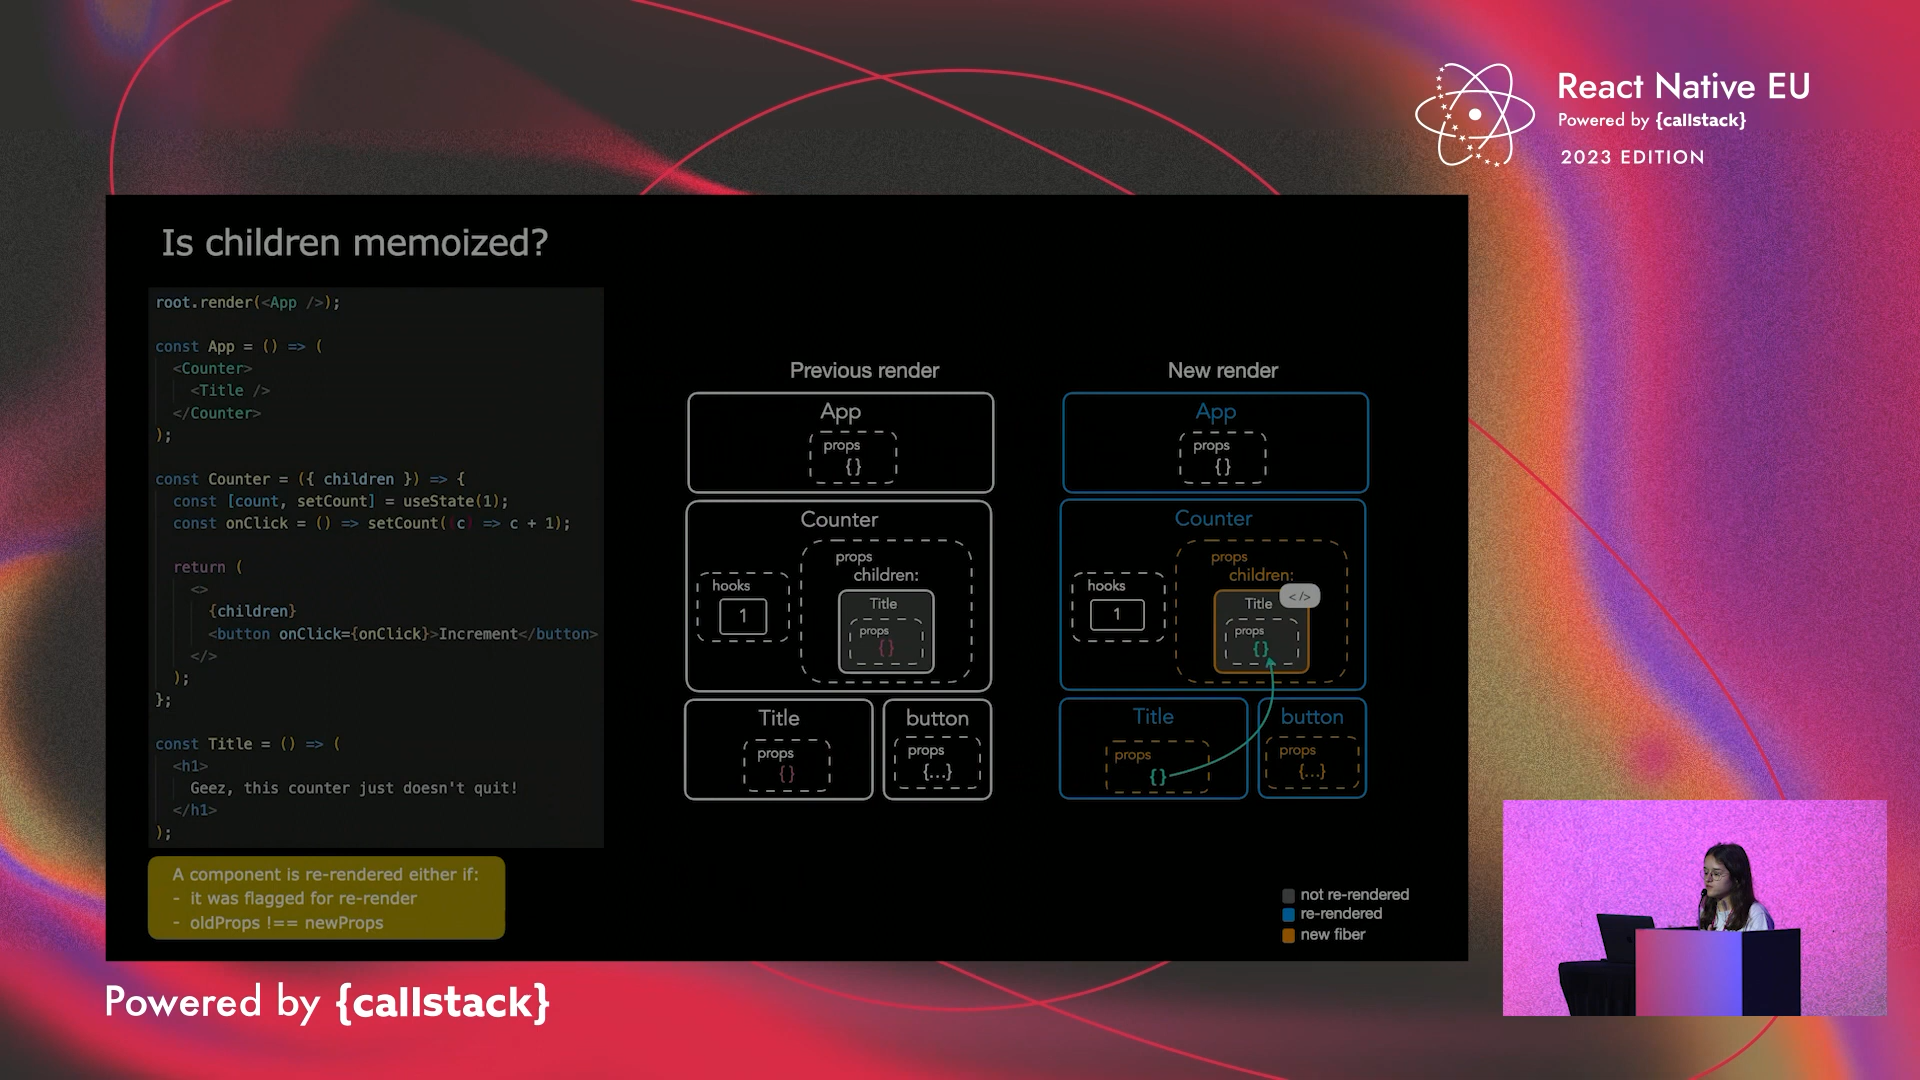 React Native EU
Powered by {callstack}
2023 EDITION
Is children memoized?
root.render(<App />);
const App = () => (
<Counter>
<Title />
</Counter>
);
const Counter = ({ children }) => {
const [count, setCount] = useState(1);
const onClick = () => setCount((c) => c + 1);
return (
<>
{children}
<button onClick={onClick}>Increment</button>
</>
);
};
const Title = () => (
<h1>
Geez, this counter just doesn't quit!
</h1>
);
A component is re-rendered either if:
- it was flagged for re-render
- oldProps !== newProps
Previous render
App
props
{}
Counter
hooks
1
props
children:
Title
props
{}
Title
props
{}
button
props
{...}
New render
App
props
{}
Counter
hooks
1
props
children:
Title
</>
props
{}
Title
props
{}
button
props
{...}
not re-rendered
re-rendered
new fiber
Powered by {callstack}